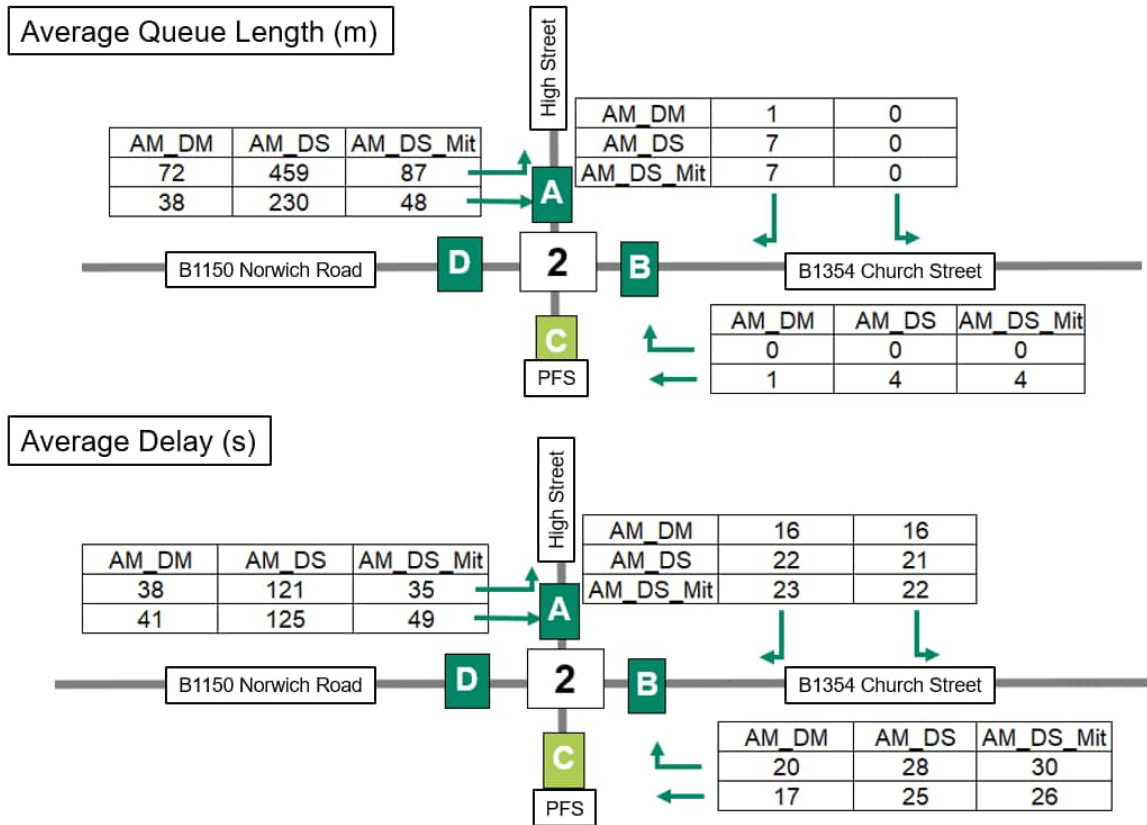 Average Queue Length (m)
High Street
AM_DM 1 0
AM_DS 7 0
AM_DS_Mit 7 0
AM_DM AM_DS AM_DS_Mit
72 459 87
38 230 48
A
B1150 Norwich Road
D
2
B
B1354 Church Street
C
PFS
AM_DM AM_DS AM_DS_Mit
0 0 0
1 4 4
Average Delay (s)
High Street
AM_DM 16 16
AM_DS 22 21
AM_DS_Mit 23 22
AM_DM AM_DS AM_DS_Mit
38 121 35
41 125 49
A
B1150 Norwich Road
D
2
B
B1354 Church Street
C
PFS
AM_DM AM_DS AM_DS_Mit
20 28 30
17 25 26